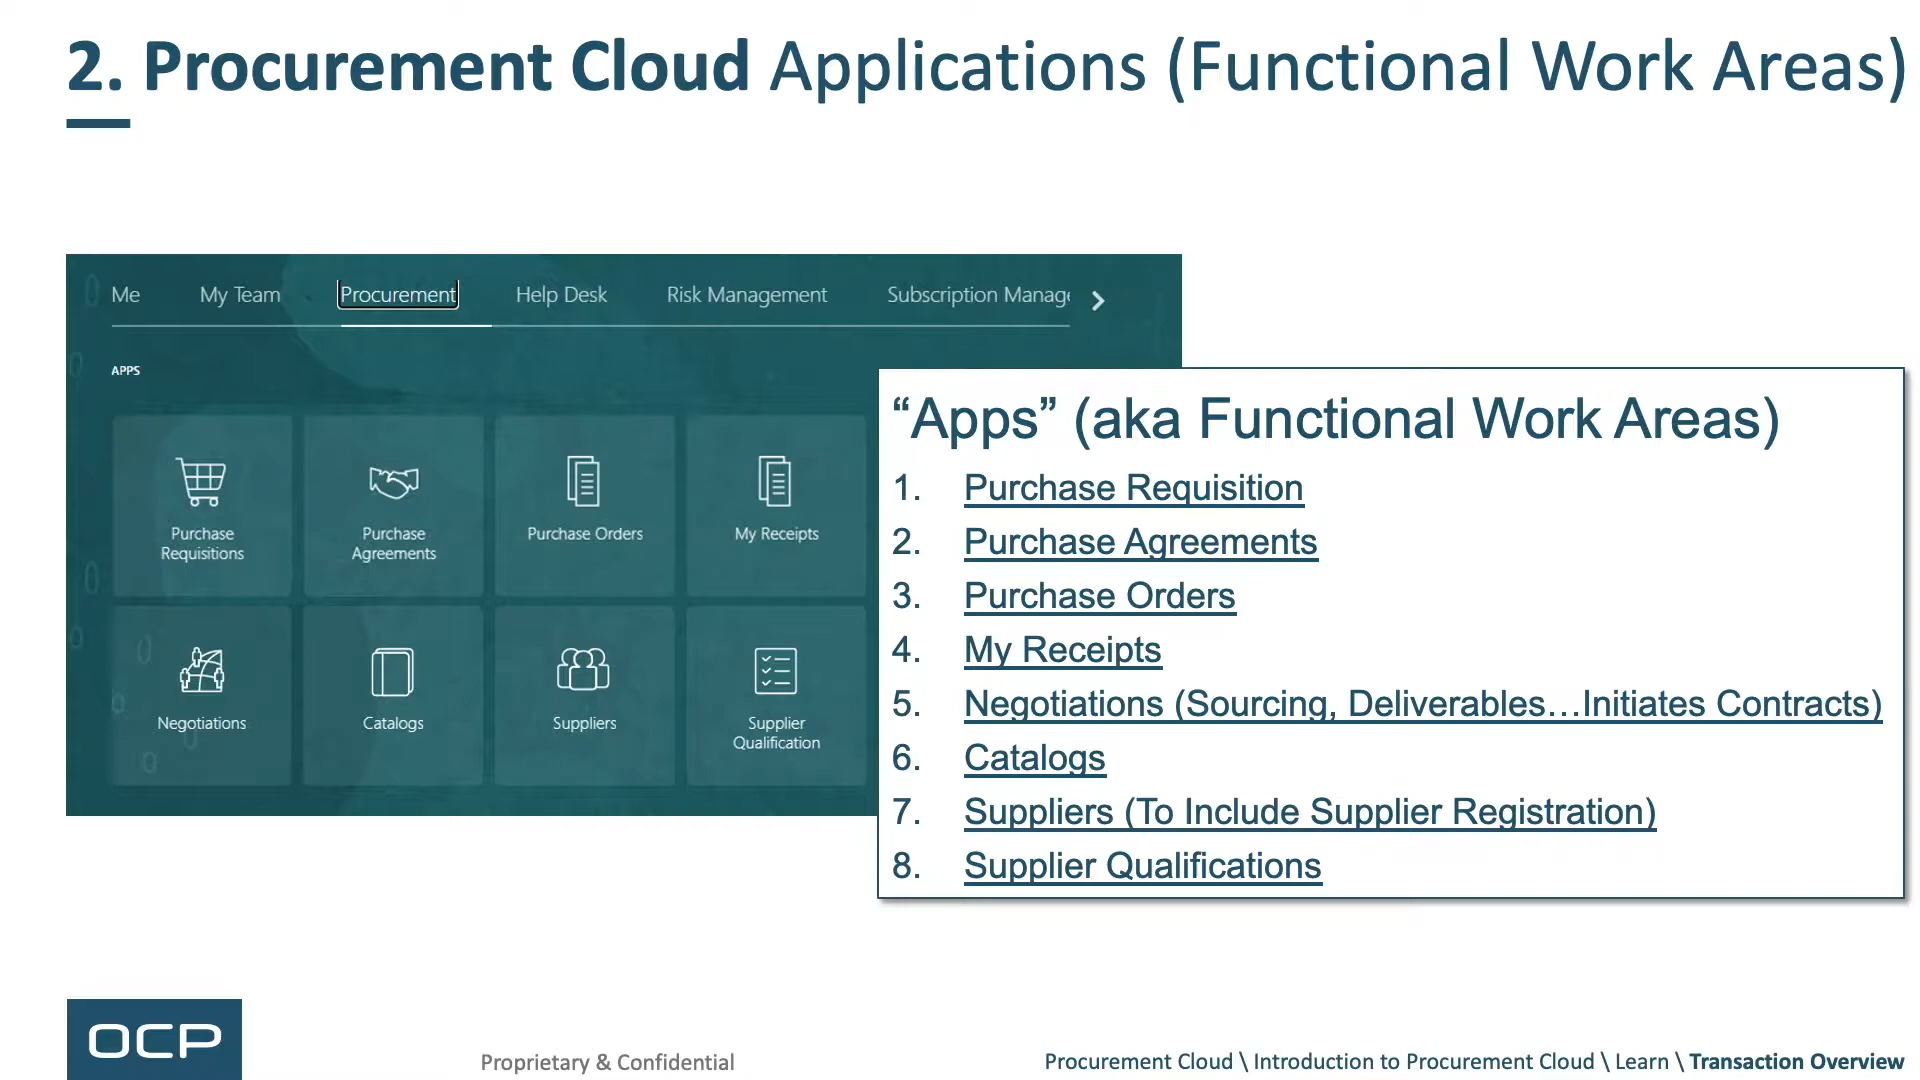 2. Procurement Cloud Applications (Functional Work Areas)
Me My Team Procurement Help Desk Risk Management Subscription Manage
APPS
Purchase Requisitions
Purchase Agreements
Purchase Orders
My Receipts
Negotiations
Catalogs
Suppliers
Supplier Qualification
“Apps” (aka Functional Work Areas)
1. Purchase Requisition
2. Purchase Agreements
3. Purchase Orders
4. My Receipts
5. Negotiations (Sourcing, Deliverables…Initiates Contracts)
6. Catalogs
7. Suppliers (To Include Supplier Registration)
8. Supplier Qualifications
OCP
Proprietary & Confidential
Procurement Cloud \ Introduction to Procurement Cloud \ Learn \ Transaction Overview